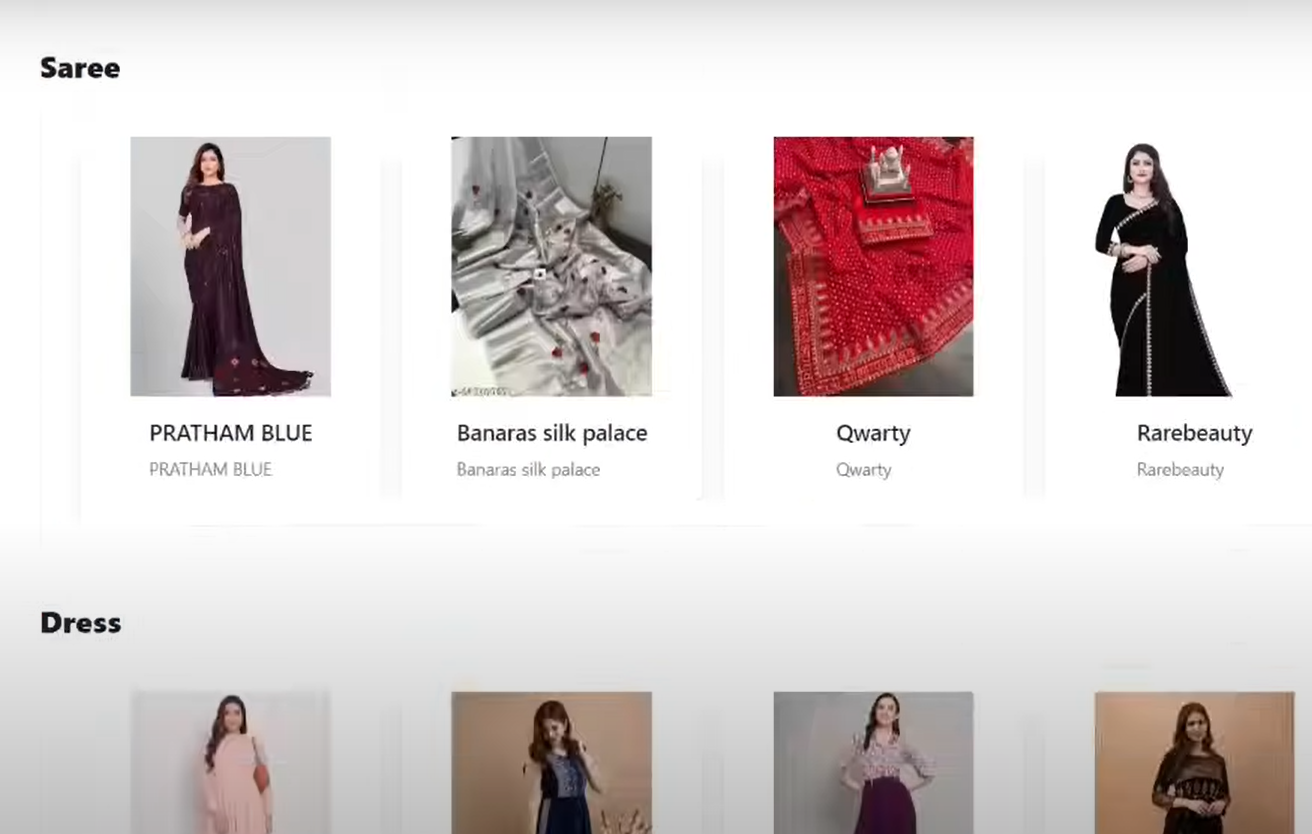 Saree
PRATHAM BLUE
PRATHAM BLUE
Banaras silk palace
Banaras silk palace
Qwarty
Qwarty
Rarebeauty
Rarebeauty
Dress